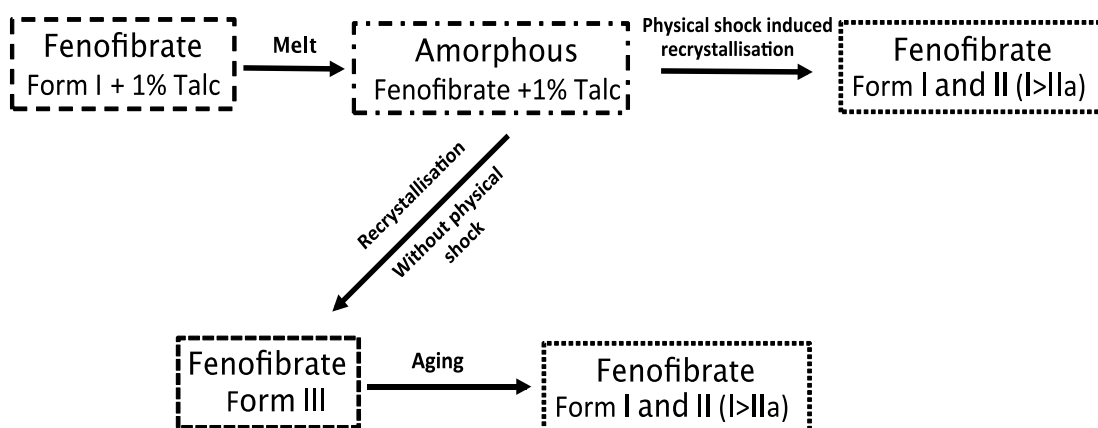 Fenofibrate
Form I + 1% Talc
Melt
Amorphous
Fenofibrate +1% Talc
Physical shock induced
recrystallisation
Fenofibrate
Form I and II (I>IIa)
Recrystallisation
Without physical
shock
Fenofibrate
Form III
Aging
Fenofibrate
Form I and II (I>IIa)